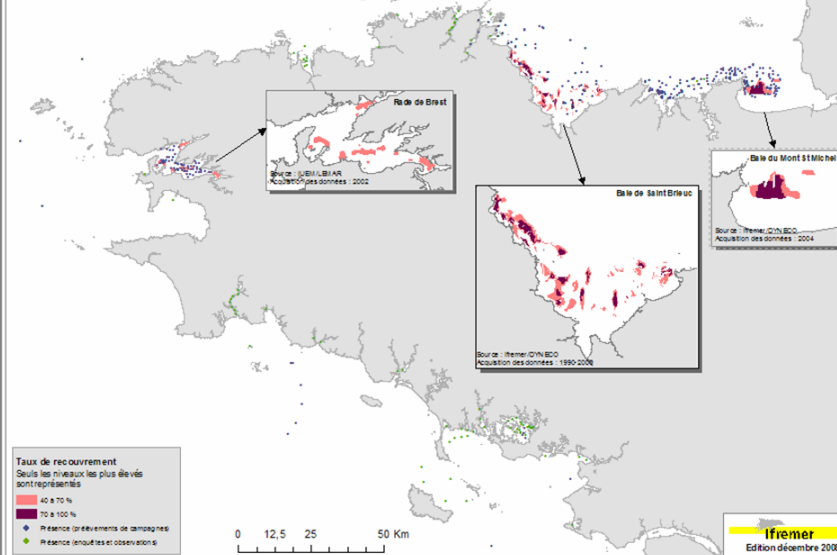 Rade de Brest
Source : IUEM/LEMAR
Acquisition des données : 2002
Baie du Mont St Michel
Source : Ifremer/DYNECO
Acquisition des données : 2004
Baie de Saint Brieuc
Source : Ifremer/DYNECO
Acquisition des données : 1990-2000
Taux de recouvrement
Seuls les niveaux les plus élevés
sont représentés
40 à 70 %
70 à 100 %
Présence (prélèvements de campagnes)
Présence (enquêtes et observations)
0 12,5 25 50 Km
Ifremer
Edition décembre